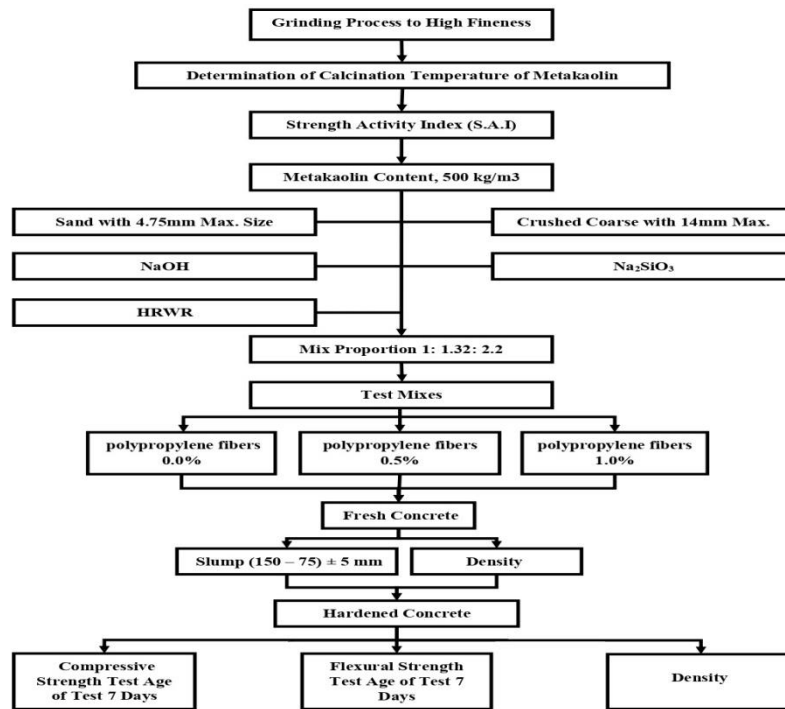 Grinding Process to High Fineness
Determination of Calcination Temperature of Metakaolin
Strength Activity Index (S.A.I)
Metakaolin Content, 500 kg/m3
Sand with 4.75mm Max. Size
Crushed Coarse with 14mm Max.
NaOH
Na₂SiO₃
HRWR
Mix Proportion 1: 1.32: 2.2
Test Mixes
polypropylene fibers
0.0%
polypropylene fibers
0.5%
polypropylene fibers
1.0%
Fresh Concrete
Slump (150 – 75) ± 5 mm
Density
Hardened Concrete
Compressive
Strength Test Age
of Test 7 Days
Flexural Strength
Test Age of Test 7
Days
Density